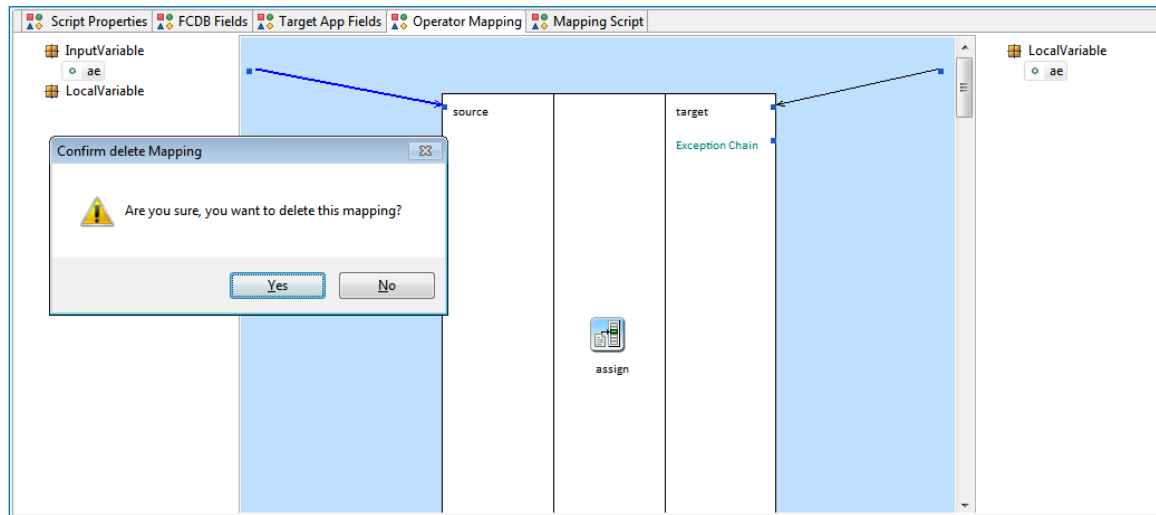 Script Properties FCDB Fields Target App Fields Operator Mapping Mapping Script
InputVariable
ae
LocalVariable
LocalVariable
ae
source
target
Exception Chain
Confirm delete Mapping
Are you sure, you want to delete this mapping?
Yes No
assign